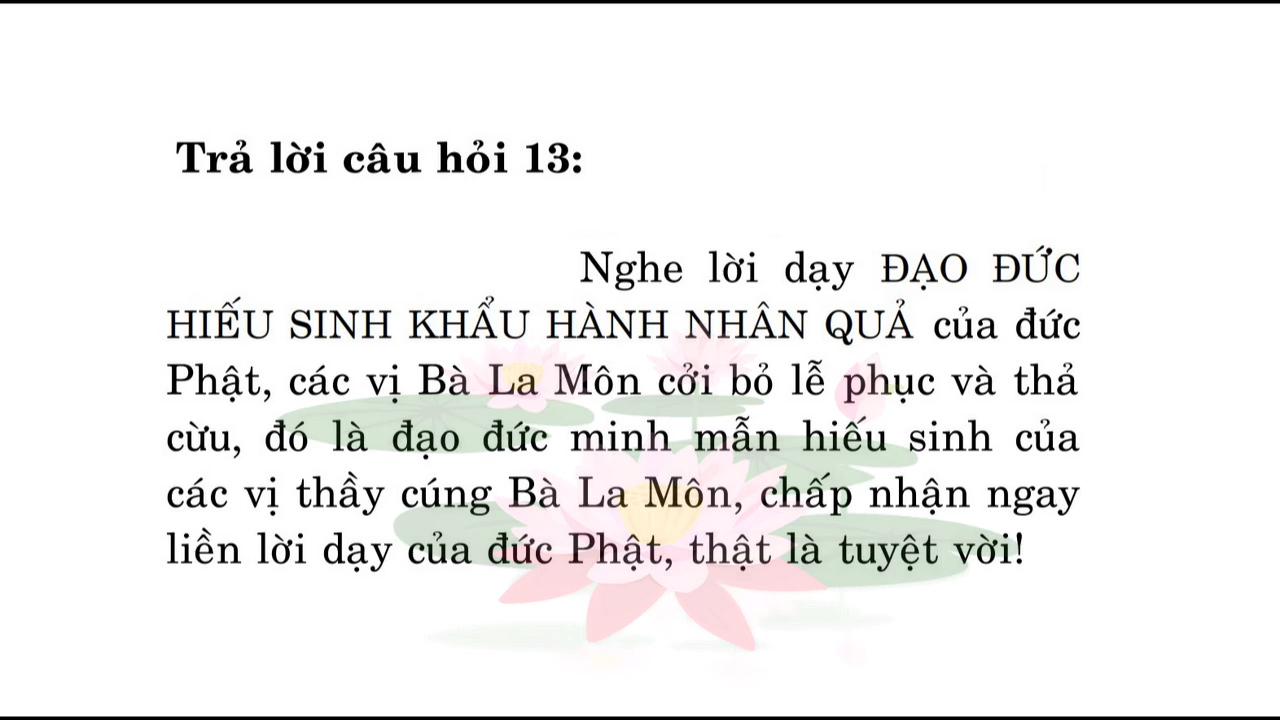 Trả lời câu hỏi 13:
Nghe lời dạy ĐẠO ĐỨC
HIẾU SINH KHẨU HÀNH NHÂN QUẢ của đức
Phật, các vị Bà La Môn cởi bỏ lễ phục và thả
cừu, đó là đạo đức minh mẫn hiếu sinh của
các vị thầy cúng Bà La Môn, chấp nhận ngay
liền lời dạy của đức Phật, thật là tuyệt vời!